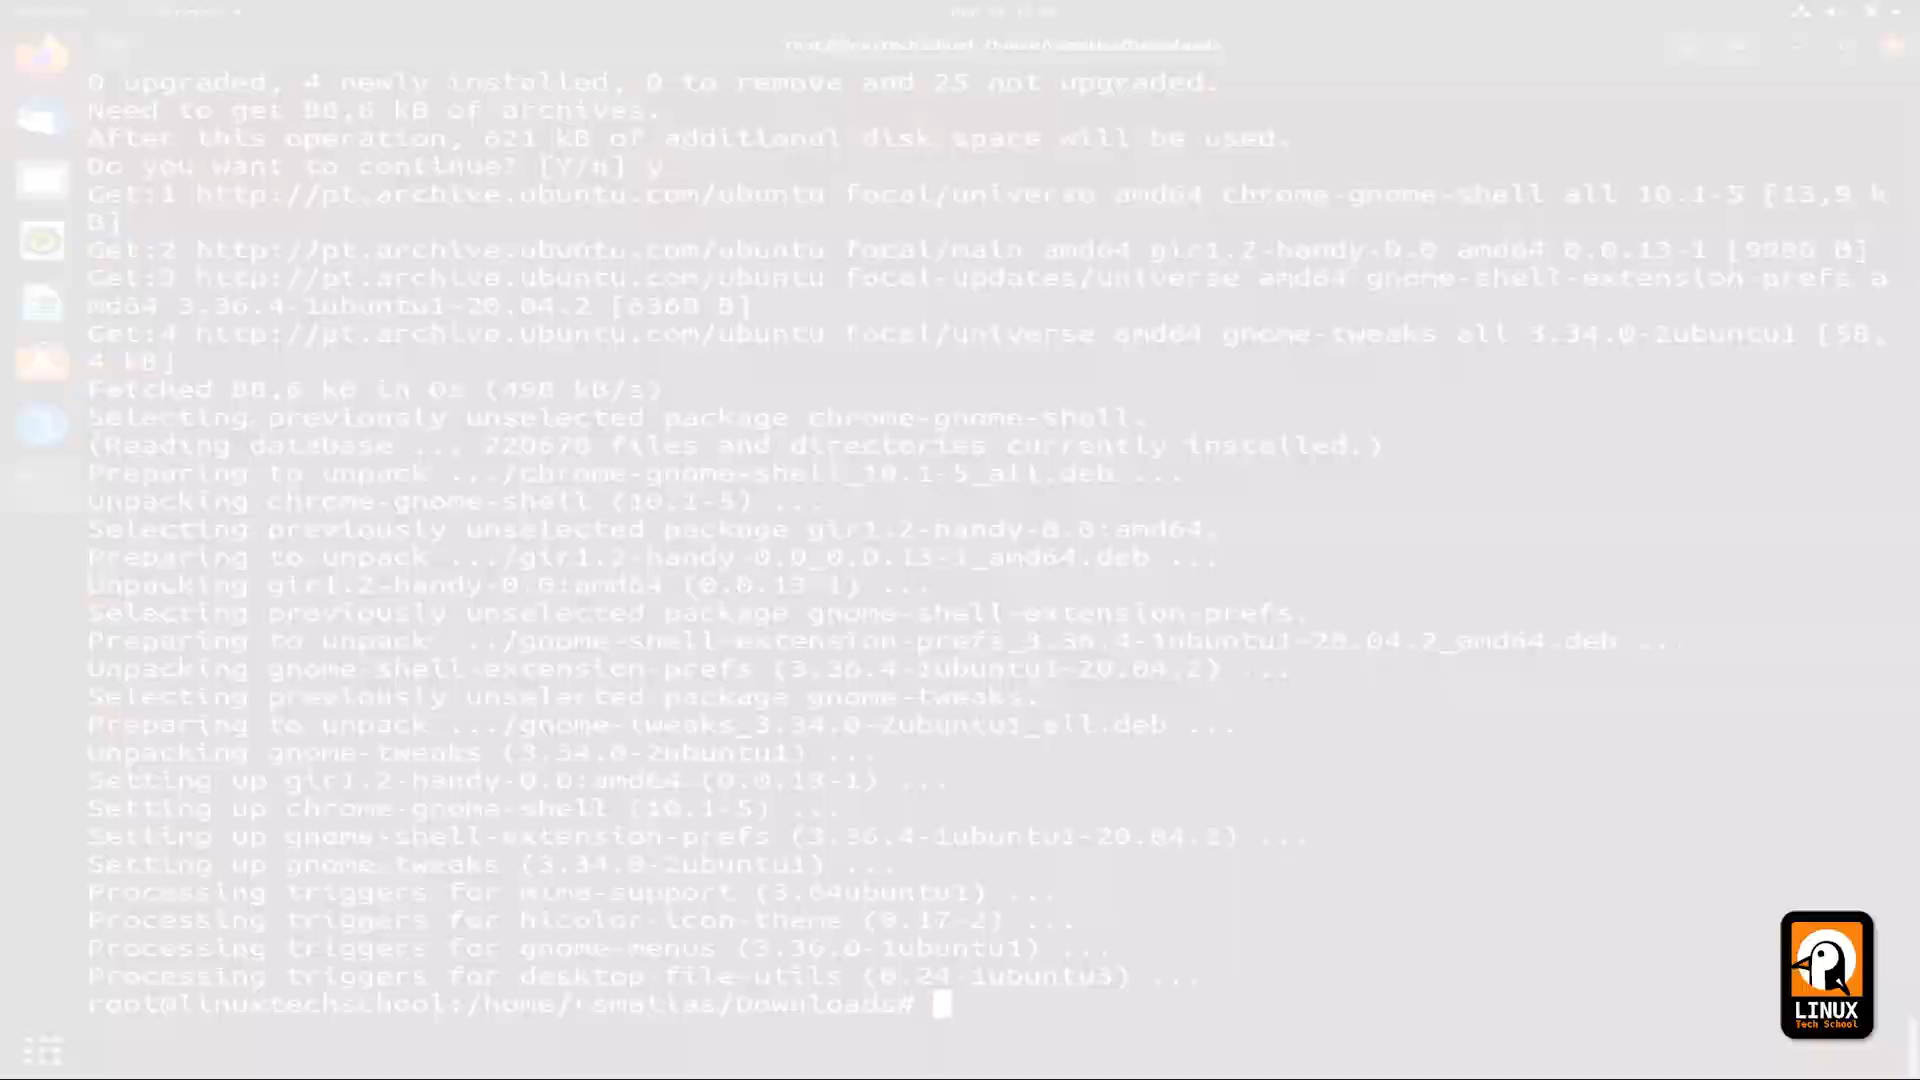 0 upgraded, 4 newly installed, 0 to remove and 25 not upgraded.
Need to get 88,6 kB of archives.
After this operation, 621 kB of additional disk space will be used.
Do you want to continue? [Y/n] y
Get:1 http://pt.archive.ubuntu.com/ubuntu focal/universe amd64 chrome-gnome-shell all 10.1-5 [13,9 k
B]
Get:2 http://pt.archive.ubuntu.com/ubuntu focal/main amd64 gir1.2-handy-0.0 amd64 0.0.13-1 [9980 B]
Get:3 http://pt.archive.ubuntu.com/ubuntu focal-updates/universe amd64 gnome-shell-extension-prefs a
md64 3.36.4-1ubuntu1~20.04.2 [6360 B]
Get:4 http://pt.archive.ubuntu.com/ubuntu focal/universe amd64 gnome-tweaks all 3.34.0-2ubuntu1 [58,
4 kB]
Fetched 88,6 kB in 0s (498 kB/s)
Selecting previously unselected package chrome-gnome-shell.
(Reading database ... 220670 files and directories currently installed.)
Preparing to unpack .../chrome-gnome-shell_10.1-5_all.deb ...
Unpacking chrome-gnome-shell (10.1-5) ...
Selecting previously unselected package gir1.2-handy-0.0:amd64.
Preparing to unpack .../gir1.2-handy-0.0_0.0.13-1_amd64.deb ...
Unpacking gir1.2-handy-0.0:amd64 (0.0.13-1) ...
Selecting previously unselected package gnome-shell-extension-prefs.
Preparing to unpack .../gnome-shell-extension-prefs_3.36.4-1ubuntu1~20.04.2_amd64.deb ...
Unpacking gnome-shell-extension-prefs (3.36.4-1ubuntu1~20.04.2) ...
Selecting previously unselected package gnome-tweaks.
Preparing to unpack .../gnome-tweaks_3.34.0-2ubuntu1_all.deb ...
Unpacking gnome-tweaks (3.34.0-2ubuntu1) ...
Setting up gir1.2-handy-0.0:amd64 (0.0.13-1) ...
Setting up chrome-gnome-shell (10.1-5) ...
Setting up gnome-shell-extension-prefs (3.36.4-1ubuntu1~20.04.2) ...
Setting up gnome-tweaks (3.34.0-2ubuntu1) ...
Processing triggers for mime-support (3.64ubuntu1) ...
Processing triggers for hicolor-icon-theme (0.17-2) ...
Processing triggers for gnome-menus (3.36.0-1ubuntu1) ...
Processing triggers for desktop-file-utils (0.24-1ubuntu3) ...
root@linuxtechschool:/home/rsmatias/Downloads#
LINUX
Tech School